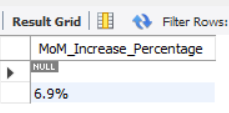 Result Grid Filter Rows:
MoM_Increase_Percentage
NULL
6.9%